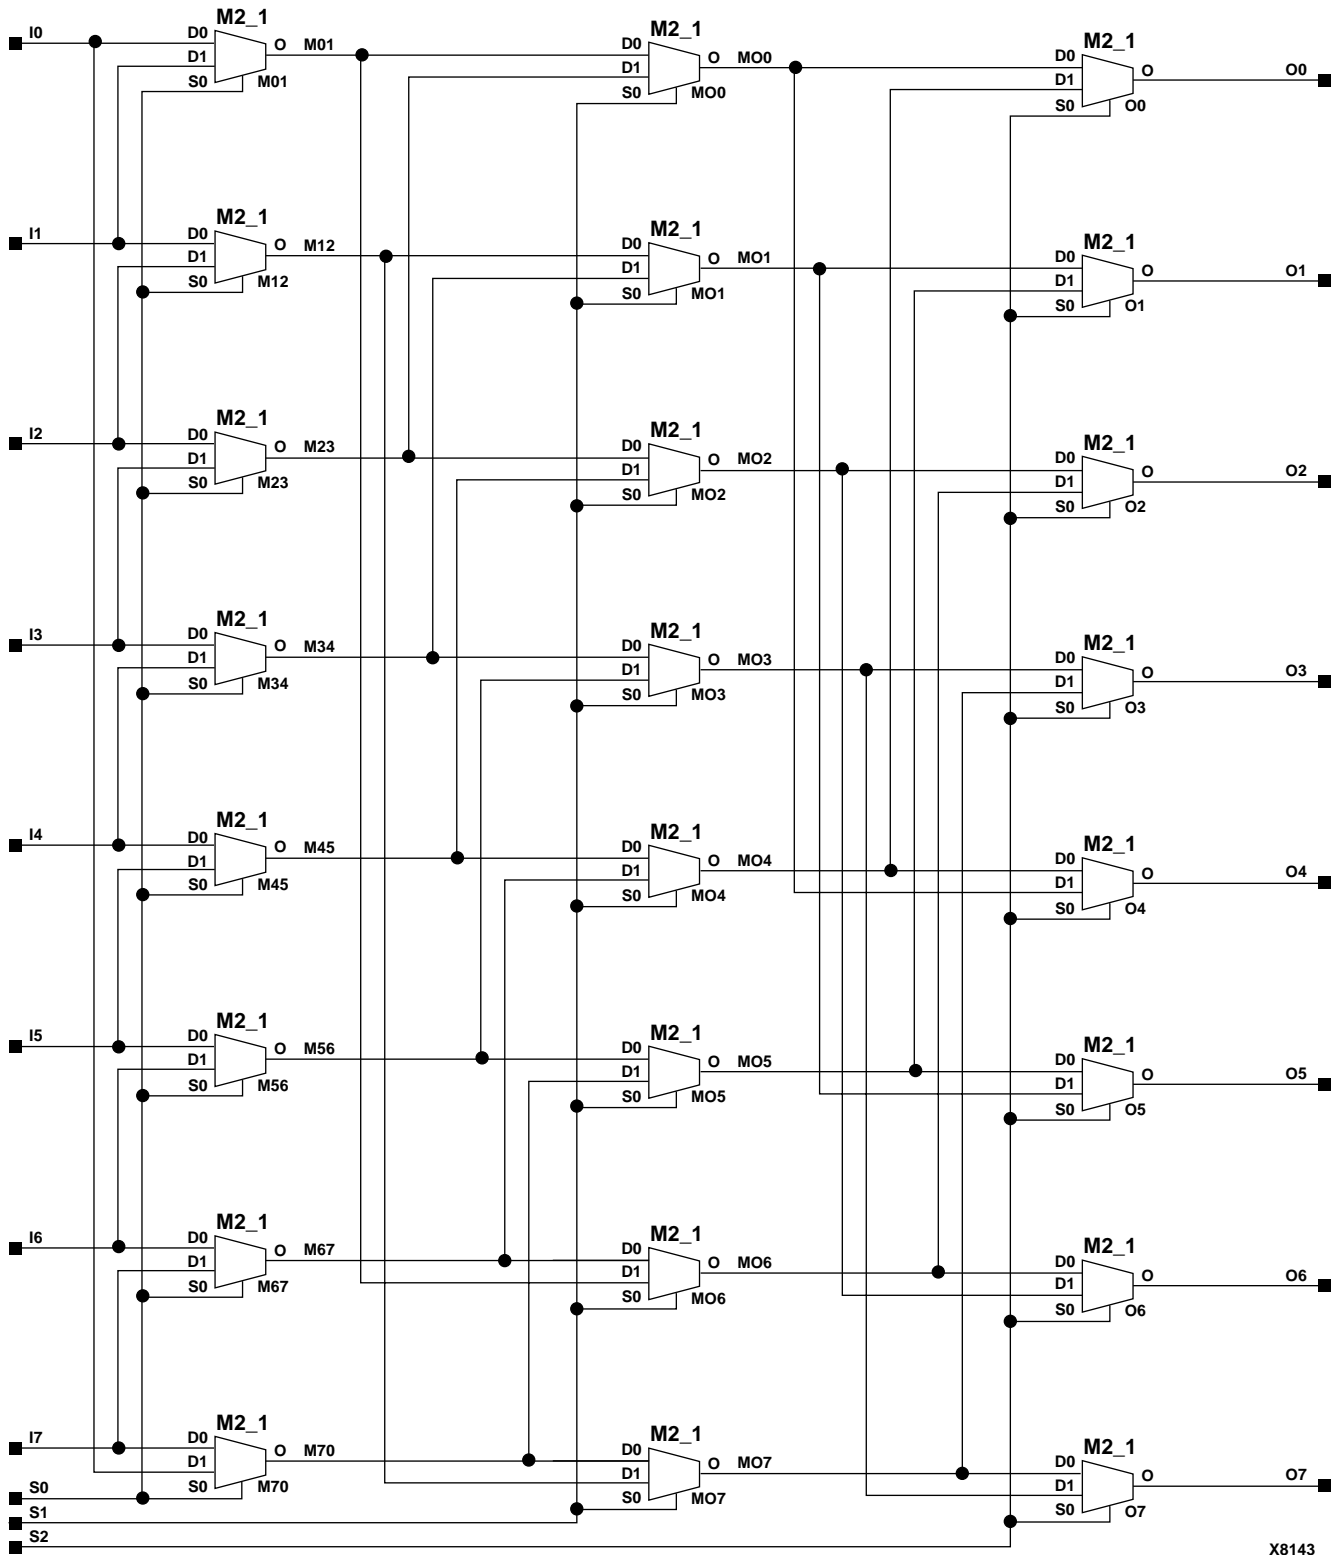 M2_1
I0 D0 O M01
D1
S0 M01
M2_1
D0 O MO0
D1
S0 MO0
M2_1
D0 O O0
D1
S0 O0
M2_1
I1 D0 O M12
D1
S0 M12
M2_1
D0 O MO1
D1
S0 MO1
M2_1
D0 O O1
D1
S0 O1
M2_1
I2 D0 O M23
D1
S0 M23
M2_1
D0 O MO2
D1
S0 MO2
M2_1
D0 O O2
D1
S0 O2
M2_1
I3 D0 O M34
D1
S0 M34
M2_1
D0 O MO3
D1
S0 MO3
M2_1
D0 O O3
D1
S0 O3
M2_1
I4 D0 O M45
D1
S0 M45
M2_1
D0 O MO4
D1
S0 MO4
M2_1
D0 O O4
D1
S0 O4
M2_1
I5 D0 O M56
D1
S0 M56
M2_1
D0 O MO5
D1
S0 MO5
M2_1
D0 O O5
D1
S0 O5
M2_1
I6 D0 O M67
D1
S0 M67
M2_1
D0 O MO6
D1
S0 MO6
M2_1
D0 O O6
D1
S0 O6
M2_1
I7 D0 O M70
D1
S0 M70
M2_1
D0 O MO7
D1
S0 MO7
M2_1
D0 O O7
D1
S0 O7
S0
S1
S2
X8143